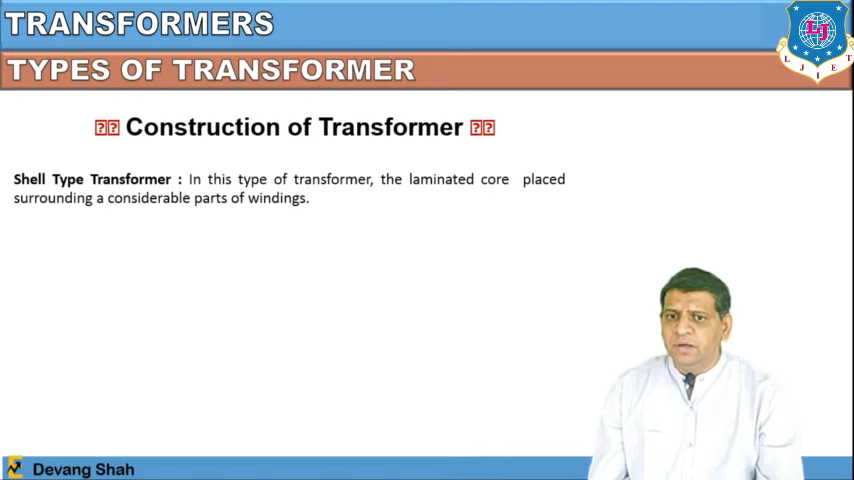 TRANSFORMERS
TYPES OF TRANSFORMER
Construction of Transformer
Shell Type Transformer : In this type of transformer, the laminated core placed
surrounding a considerable parts of windings.
LJ
L J I E T
Devang Shah